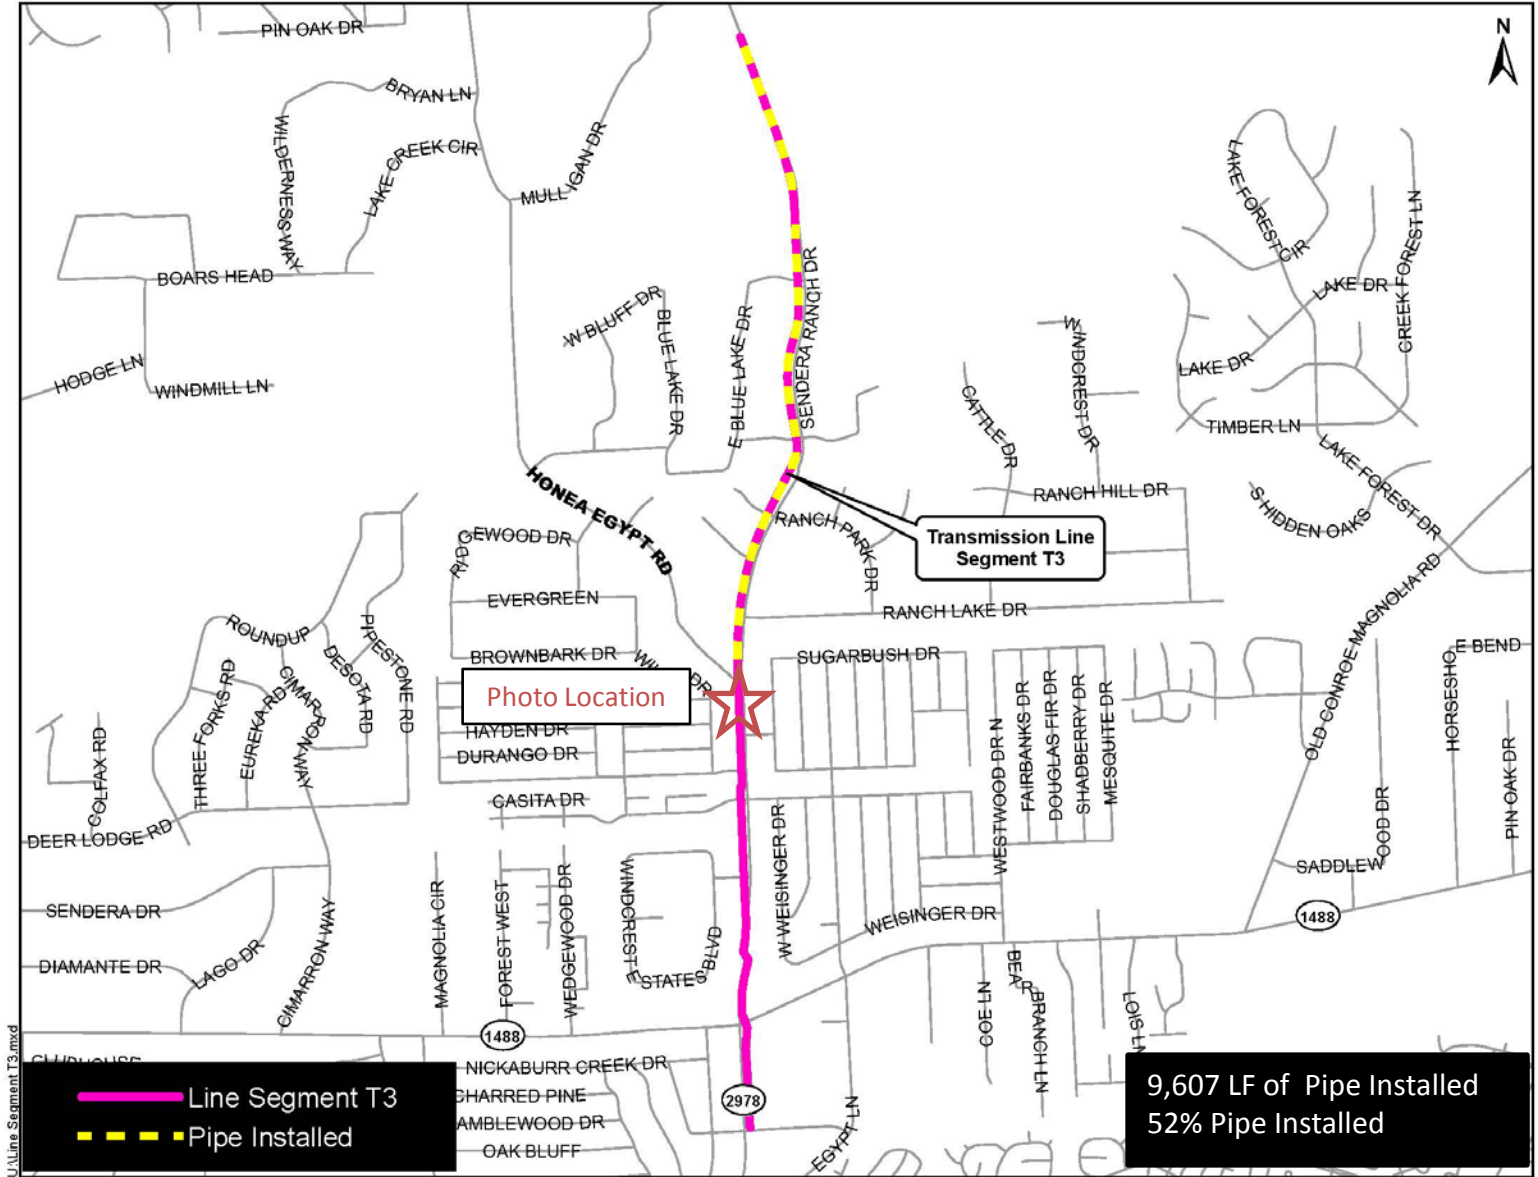 PIN OAK DR
N
BRYAN LN
WILDERNESS WAY
LAKE CREEK CIR
MULLIGAN DR
LAKE FOREST CIR
CREEK FOREST LN
BOARS HEAD
SENDERA RANCH DR
LAKE DR
W BLUFF DR
BLUE LAKE DR
E BLUE LAKE DR
WINDCREST DR
HODGE LN
WINDMILL LN
LAKE DR
CATTLE DR
TIMBER LN
LAKE FOREST DR
HONEA EGYPT RD
RANCH HILL DR
S HIDDEN OAKS
RANCH PARK DR
Transmission Line
Segment T3
RIDGEWOOD DR
EVERGREEN
RANCH LAKE DR
OLD CONROE MAGNOLIA RD
ROUNDUP
PIPESTONE RD
DESOTA RD
BROWNBARK DR
SUGARBUSH DR
E BEND
HORSESHO
THREE FORKS RD
EUREKA RD
CIMARRON WAY
Photo Location
HAYDEN DR
DURANGO DR
WESTWOOD DR N
FAIRBANKS DR
DOUGLAS FIR DR
SHADBERRY DR
MESQUITE DR
COLFAX RD
CASITA DR
PIN OAK DR
DEER LODGE RD
W WEISINGER DR
SADDLEWOOD DR
SENDERA DR
MAGNOLIA CIR
FOREST WEST
WEDGEWOOD DR
WINDCREST ESTATES BLVD
WEISINGER DR
1488
DIAMANTE DR
LAGO DR
CIMARRON WAY
BEAR BRANCH LN
COE LN
LOIS LN
1488
NICKABURR CREEK DR
CHARRED PINE
AMBLEWOOD DR
OAK BLUFF
2978
EGYPT LN
Line Segment T3
Pipe Installed
9,607 LF of Pipe Installed
52% Pipe Installed
U:\Line Segment T3.mxd